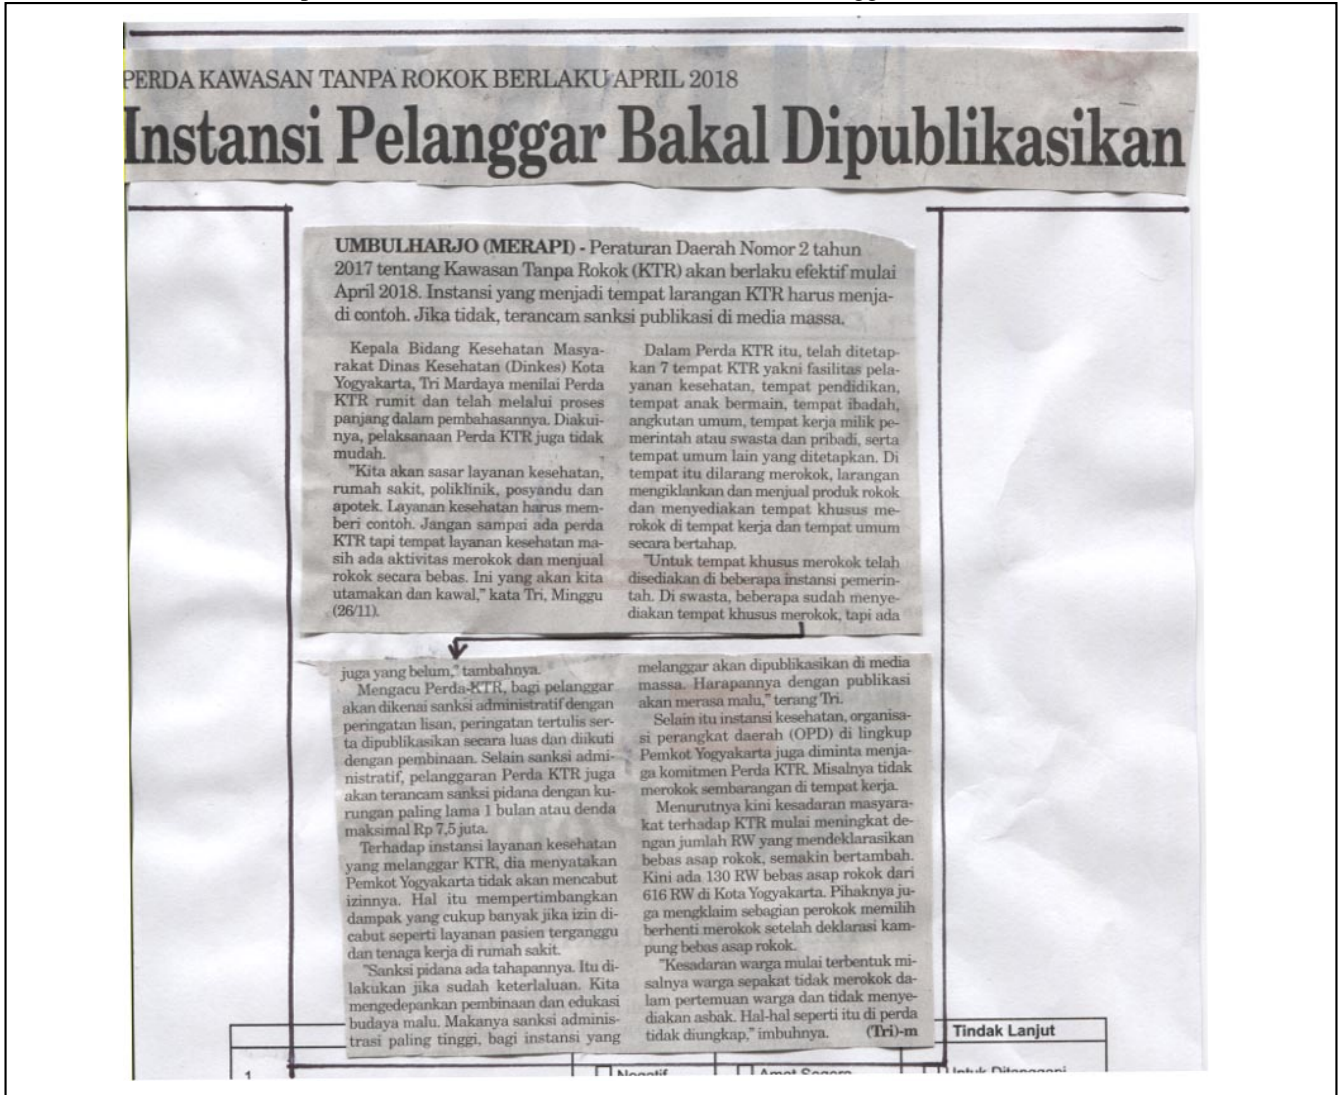 PERDA KAWASAN TANPA ROKOK BERLAKU APRIL 2018
Instansi Pelanggar Bakal Dipublikasikan
UMBULHARJO (MERAPI) - Peraturan Daerah Nomor 2 tahun
2017 tentang Kawasan Tanpa Rokok (KTR) akan berlaku efektif mulai
April 2018. Instansi yang menjadi tempat larangan KTR harus menja-
di contoh. Jika tidak, terancam sanksi publikasi di media massa.
Kepala Bidang Kesehatan Masya-
rakat Dinas Kesehatan (Dinkes) Kota
Yogyakarta, Tri Mardaya menilai Perda
KTR rumit dan telah melalui proses
panjang dalam pembahasannya. Diakui-
nya, pelaksanaan Perda KTR juga tidak
mudah.
"Kita akan sasar layanan kesehatan,
rumah sakit, poliklinik, posyandu dan
apotek. Layanan kesehatan harus mem-
beri contoh. Jangan sampai ada perda
KTR tapi tempat layanan kesehatan ma-
sih ada aktivitas merokok dan menjual
rokok secara bebas. Ini yang akan kita
utamakan dan kawal," kata Tri, Minggu
(26/11).
Dalam Perda KTR itu, telah ditetap-
kan 7 tempat KTR yakni fasilitas pela-
yanan kesehatan, tempat pendidikan,
tempat anak bermain, tempat ibadah,
angkutan umum, tempat kerja milik pe-
merintah atau swasta dan pribadi, serta
tempat umum lain yang ditetapkan. Di
tempat itu dilarang merokok, larangan
mengiklankan dan menjual produk rokok
dan menyediakan tempat khusus me-
rokok di tempat kerja dan tempat umum
secara bertahap.
"Untuk tempat khusus merokok telah
disediakan di beberapa instansi pemerin-
tah. Di swasta, beberapa sudah menye-
diakan tempat khusus merokok, tapi ada
juga yang belum," tambahnya.
Mengacu Perda KTR, bagi pelanggar
akan dikenai sanksi administratif dengan
peringatan lisan, peringatan tertulis ser-
ta dipublikasikan secara luas dan diikuti
dengan pembinaan. Selain sanksi admi-
nistratif, pelanggaran Perda KTR juga
akan terancam sanksi pidana dengan ku-
rungan paling lama 1 bulan atau denda
maksimal Rp 7,5 juta.
Terhadap instansi layanan kesehatan
yang melanggar KTR, dia menyatakan
Pemkot Yogyakarta tidak akan mencabut
izinnya. Hal itu mempertimbangkan
dampak yang cukup banyak jika izin di-
cabut seperti layanan pasien terganggu
dan tenaga kerja di rumah sakit.
"Sanksi pidana ada tahapannya. Itu di-
lakukan jika sudah keterlaluan. Kita
mengedepankan pembinaan dan edukasi
budaya malu. Makanya sanksi adminis-
trasi paling tinggi, bagi instansi yang
melanggar akan dipublikasikan di media
massa. Harapannya dengan publikasi
akan merasa malu," terang Tri.
Selain itu instansi kesehatan, organisa-
si perangkat daerah (OPD) di lingkup
Pemkot Yogyakarta juga diminta menja-
ga komitmen Perda KTR. Misalnya tidak
merokok sembarangan di tempat kerja.
Menurutnya kini kesadaran masyara-
kat terhadap KTR mulai meningkat de-
ngan jumlah RW yang mendeklarasikan
bebas asap rokok, semakin bertambah.
Kini ada 130 RW bebas asap rokok dari
616 RW di Kota Yogyakarta. Pihaknya ju-
ga mengklaim sebagian perokok memilih
berhenti merokok setelah deklarasi kam-
pung bebas asap rokok.
"Kesadaran warga mulai terbentuk mi-
salnya warga sepakat tidak merokok da-
lam pertemuan warga dan tidak menye-
diakan asbak. Hal-hal seperti itu di perda
tidak diungkap," imbuhnya. (Tri)-m
Tindak Lanjut
1